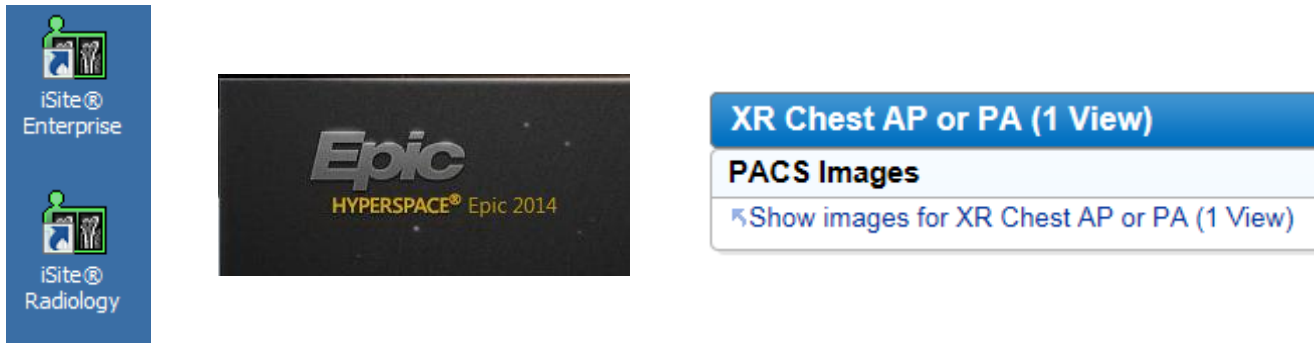 iSite®
Enterprise
iSite®
Radiology
Epic
HYPERSPACE® Epic 2014
XR Chest AP or PA (1 View)
PACS Images
Show images for XR Chest AP or PA (1 View)